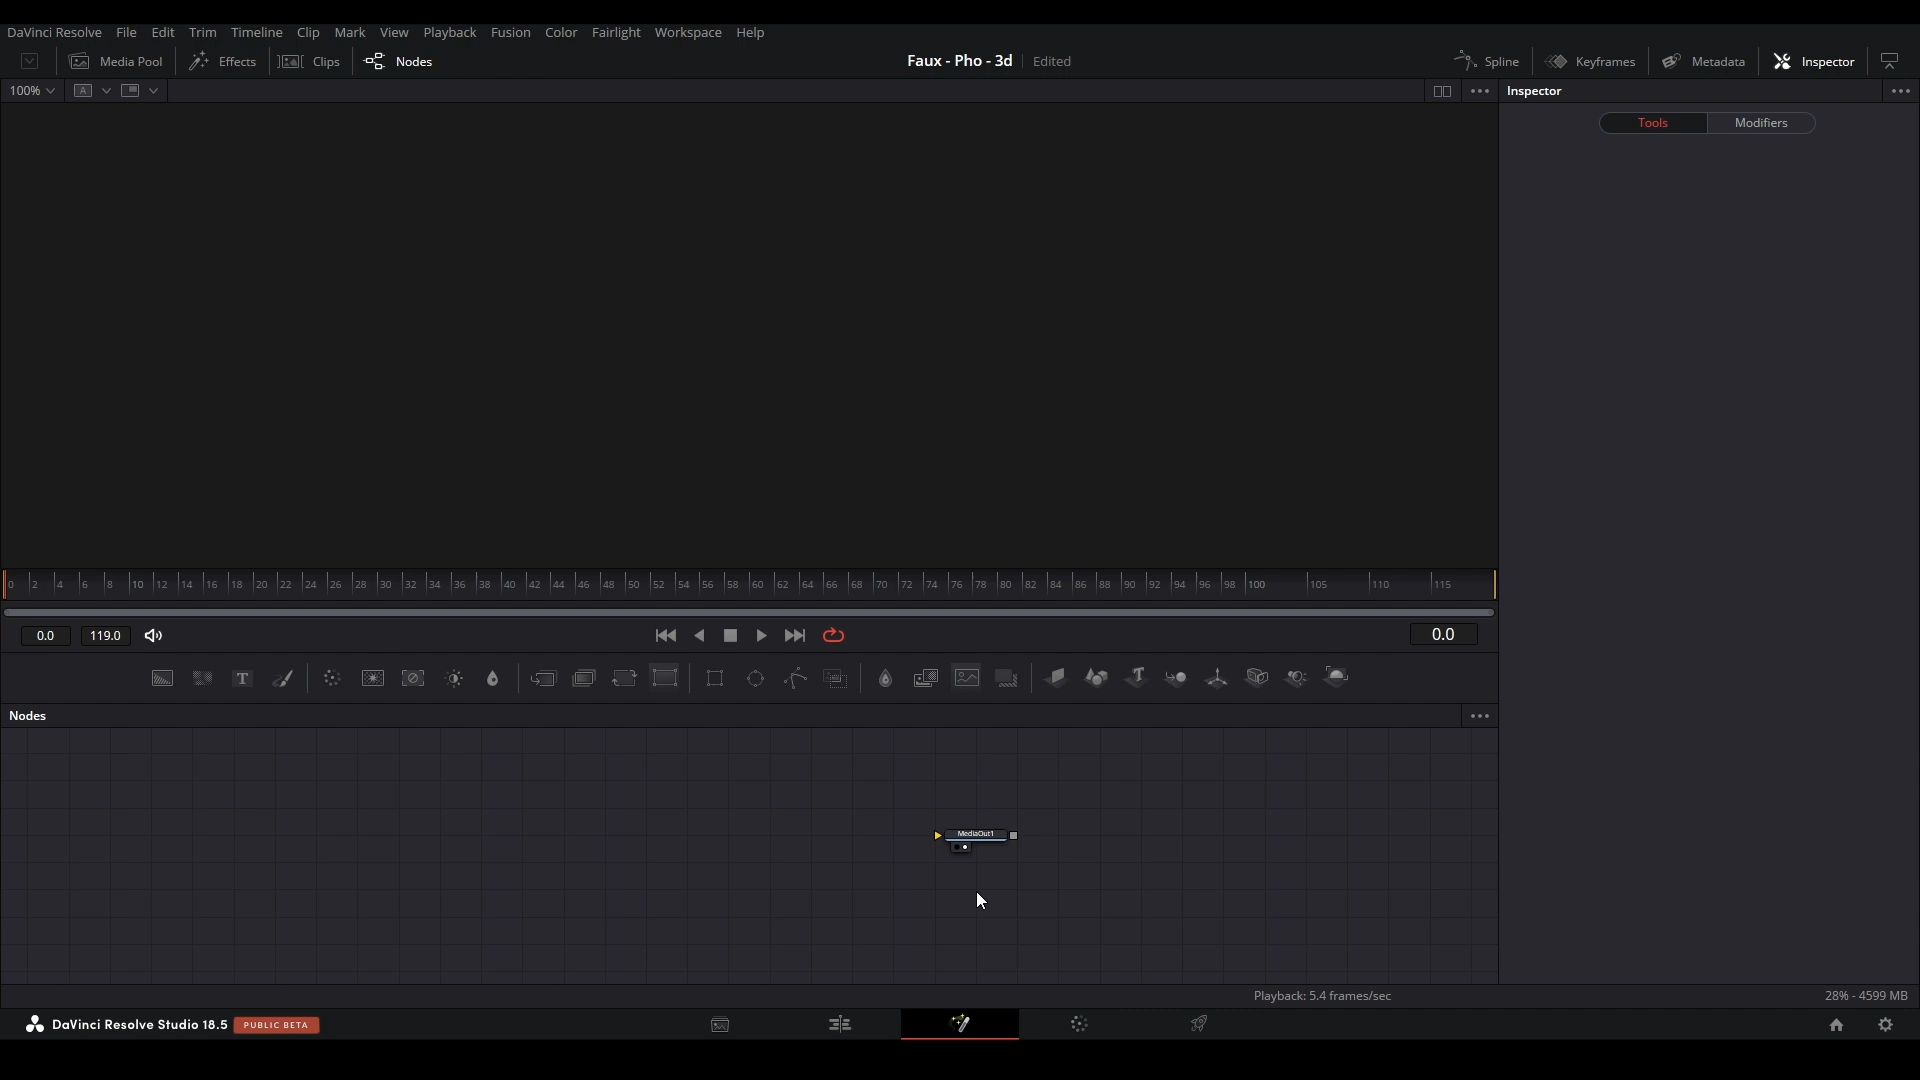 DaVinci Resolve File Edit Trim Timeline Clip Mark View Playback Fusion Color Fairlight Workspace Help
Media Pool Effects Clips Nodes Faux - Pho - 3d Edited Spline Keyframes Metadata Inspector
100% A Inspector
Tools Modifiers
0 2 4 6 8 10 12 14 16 18 20 22 24 26 28 30 32 34 36 38 40 42 44 46 48 50 52 54 56 58 60 62 64 66 68 70 72 74 76 78 80 82 84 86 88 90 92 94 96 98 100 105 110 115
0.0 119.0 0.0
T T
Nodes
MediaOut1
Playback: 5.4 frames/sec 28% - 4599 MB
DaVinci Resolve Studio 18.5 PUBLIC BETA